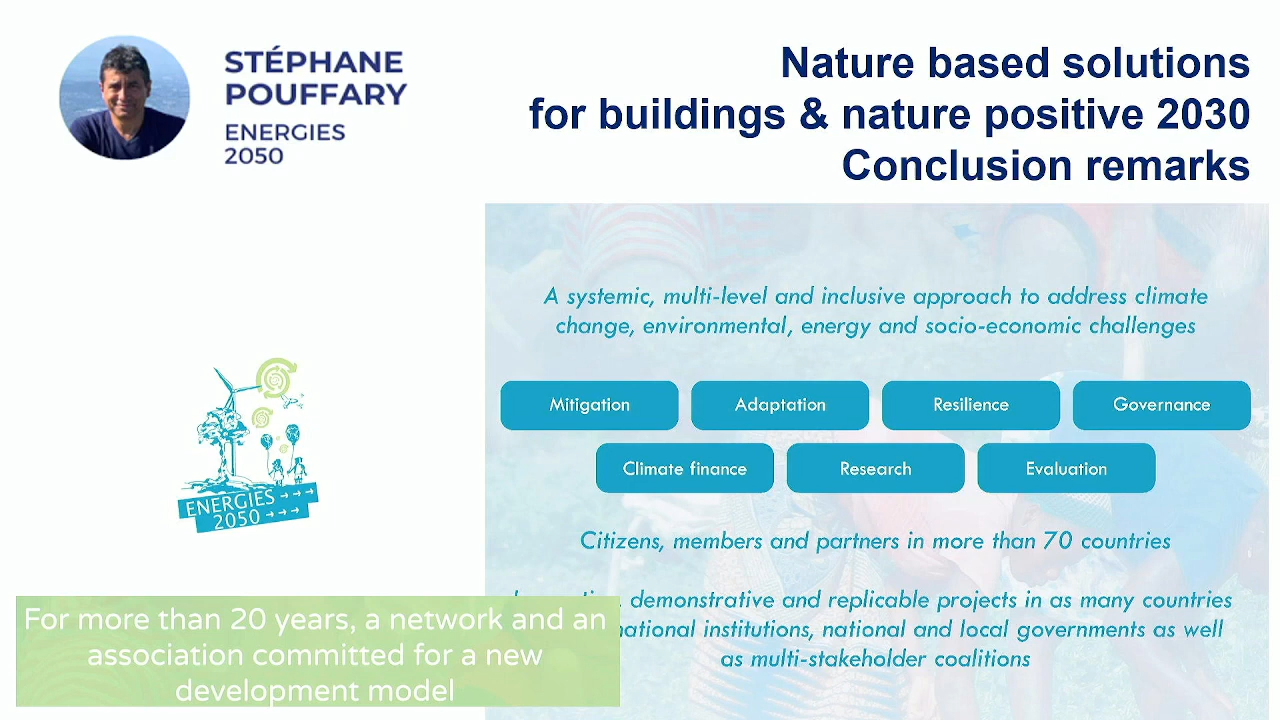 STÉPHANE
POUFFARY
ENERGIES
2050
Nature based solutions
for buildings & nature positive 2030
Conclusion remarks
A systemic, multi-level and inclusive approach to address climate
change, environmental, energy and socio-economic challenges
Mitigation
Adaptation
Resilience
Governance
Climate finance
Research
Evaluation
Citizens, members and partners in more than 70 countries
demonstrative and replicable projects in as many countries
national institutions, national and local governments as well
as multi-stakeholder coalitions
ENERGIES
2050
For more than 20 years, a network and an
association committed for a new
development model